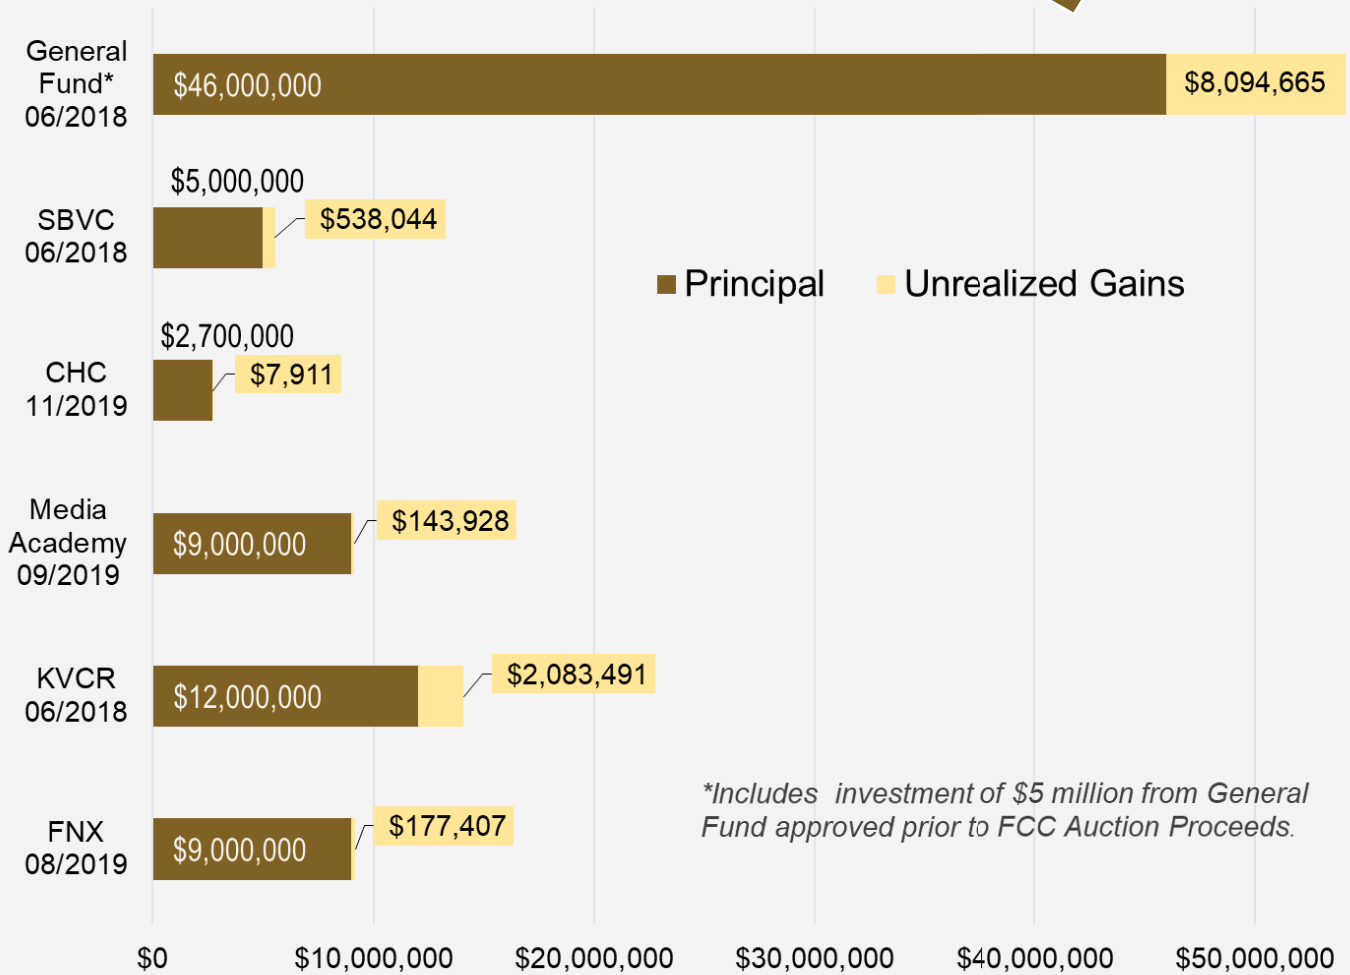 General
Fund*
06/2018
$46,000,000
$8,094,665
$5,000,000
SBVC
06/2018
$538,044
Principal
Unrealized Gains
$2,700,000
CHC
11/2019
$7,911
Media
Academy
09/2019
$9,000,000
$143,928
KVCR
06/2018
$12,000,000
$2,083,491
FNX
08/2019
$9,000,000
$177,407
*Includes investment of $5 million from General
Fund approved prior to FCC Auction Proceeds.
$0 $10,000,000 $20,000,000 $30,000,000 $40,000,000 $50,000,000